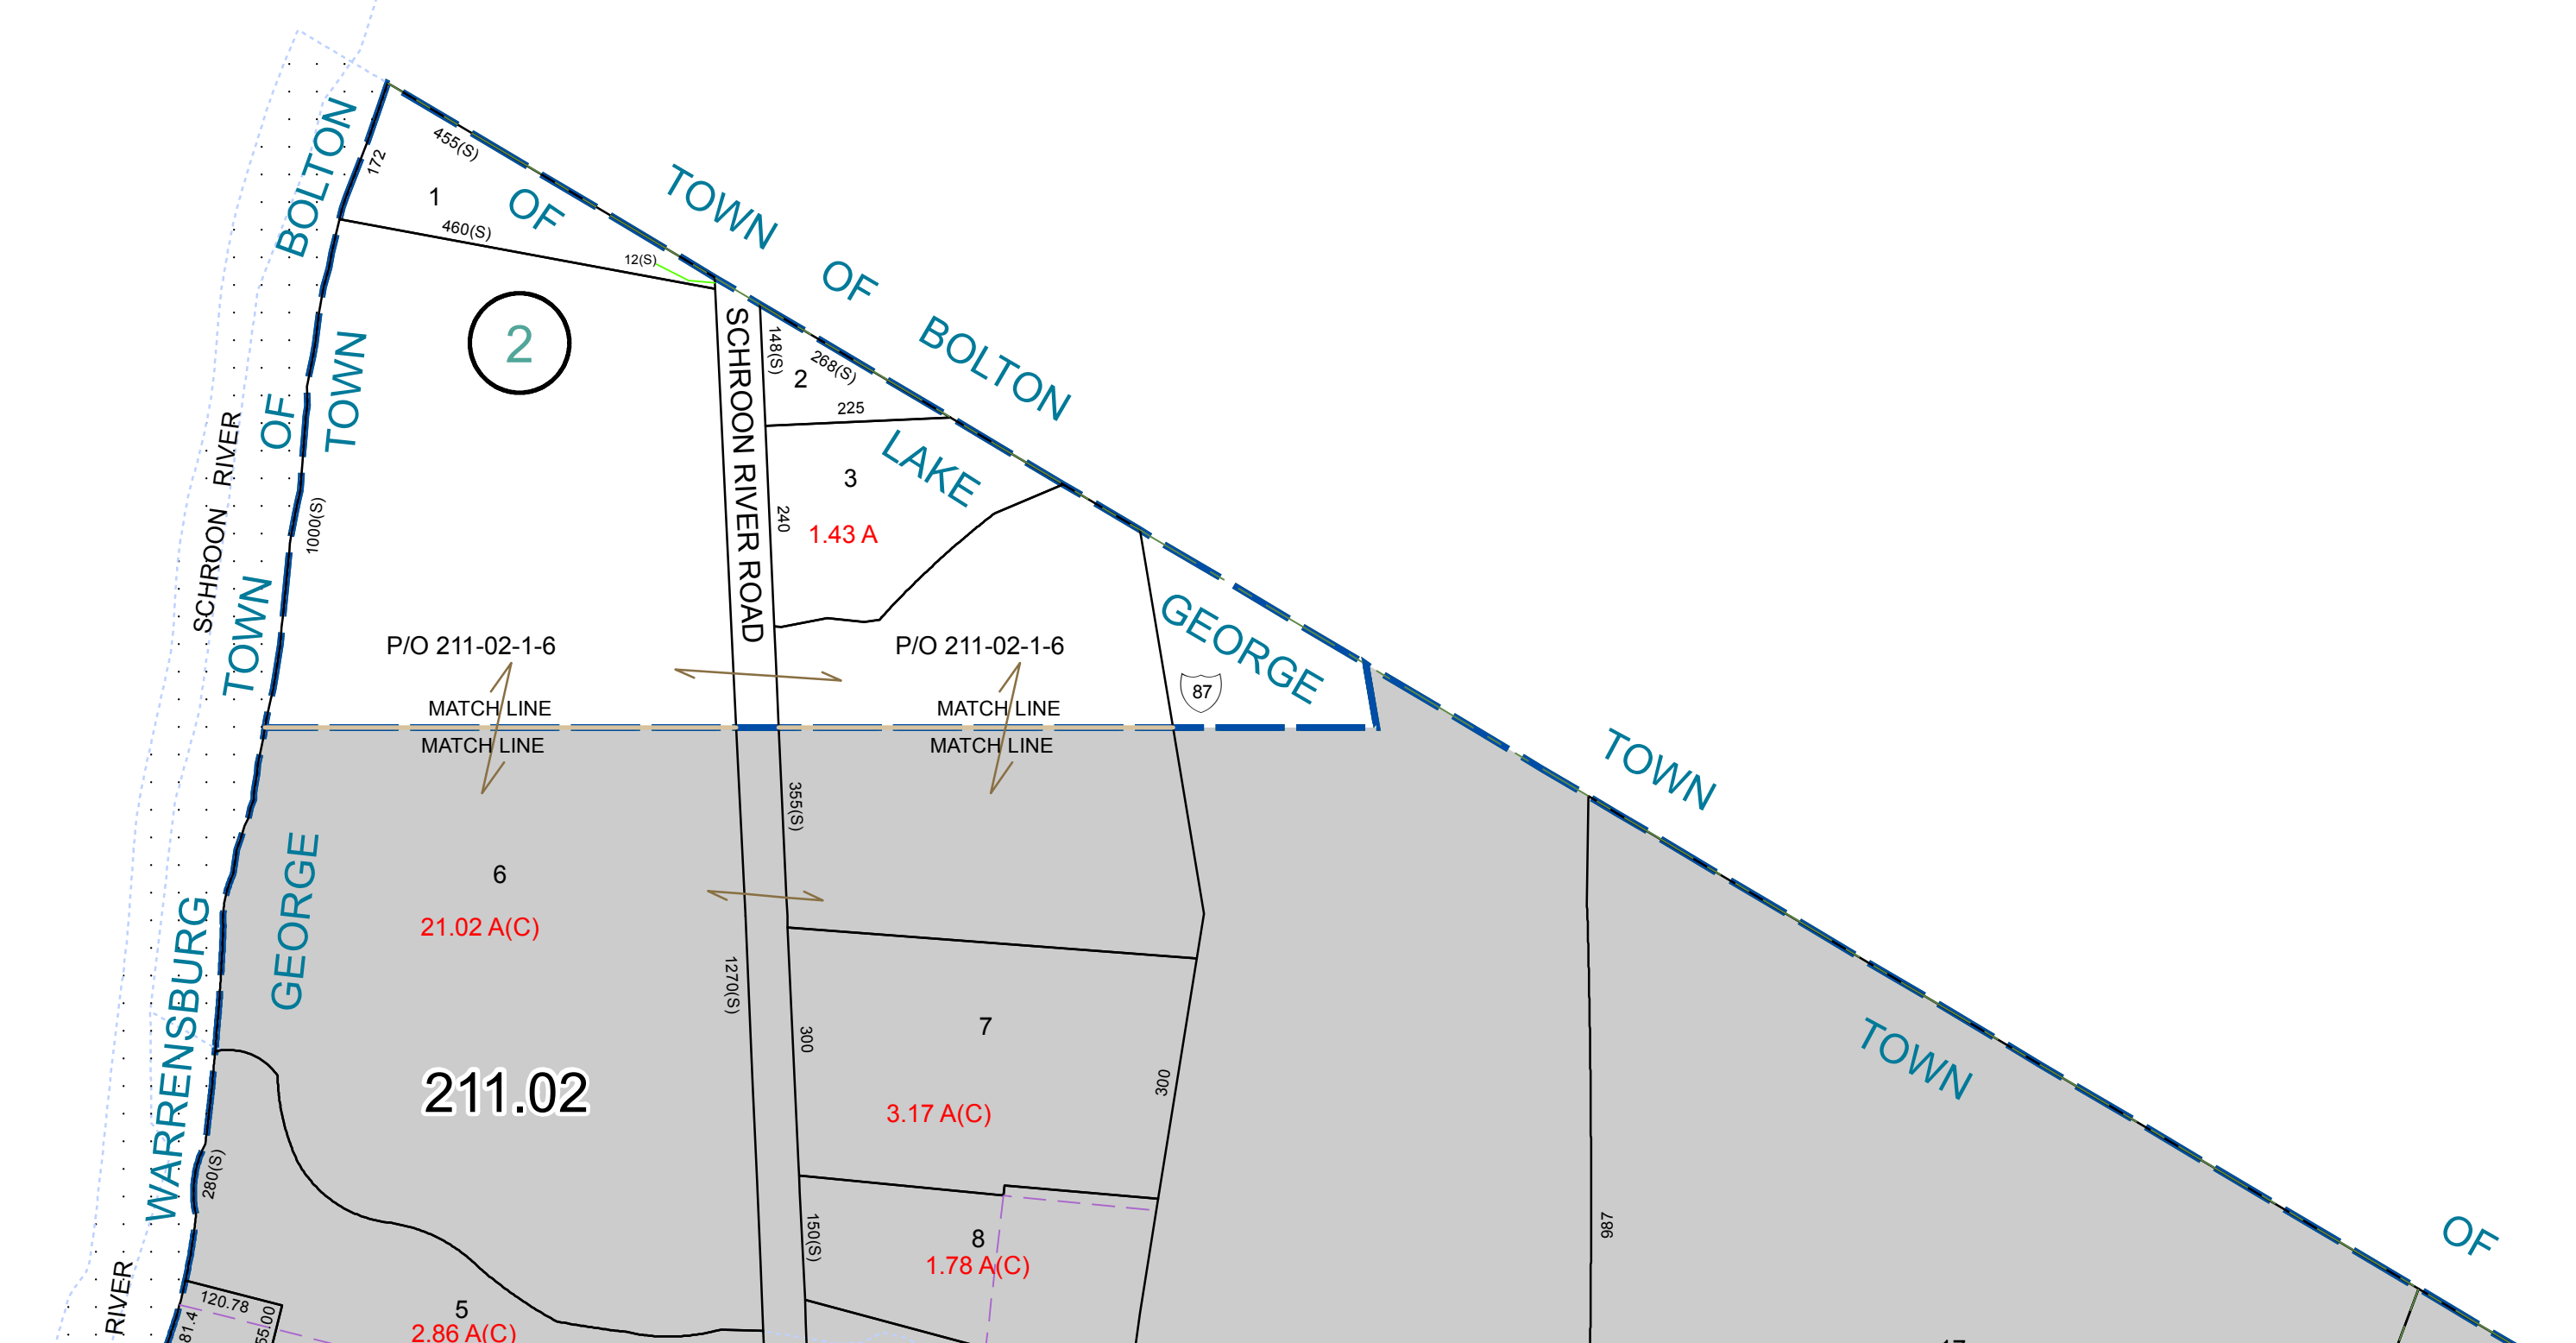 BOLTON
OF
TOWN
WARRENSBURG
TOWN
OF
LAKE
GEORGE
TOWN
OF
BOLTON
TOWN
OF
TOWN
GEORGE
SCHROON RIVER
RIVER
SCHROON RIVER ROAD
455(S)
172
1
460(S)
12(S)
2
148(S)
268(S)
2
225
3
1.43 A
240
1000(S)
P/O 211-02-1-6
P/O 211-02-1-6
87
MATCH LINE
MATCH LINE
MATCH LINE
MATCH LINE
355(S)
6
21.02 A(C)
1270(S)
7
300
300
3.17 A(C)
211.02
280(S)
150(S)
8
1.78 A(C)
987
120.78
81.4
55.00
5
2.86 A(C)